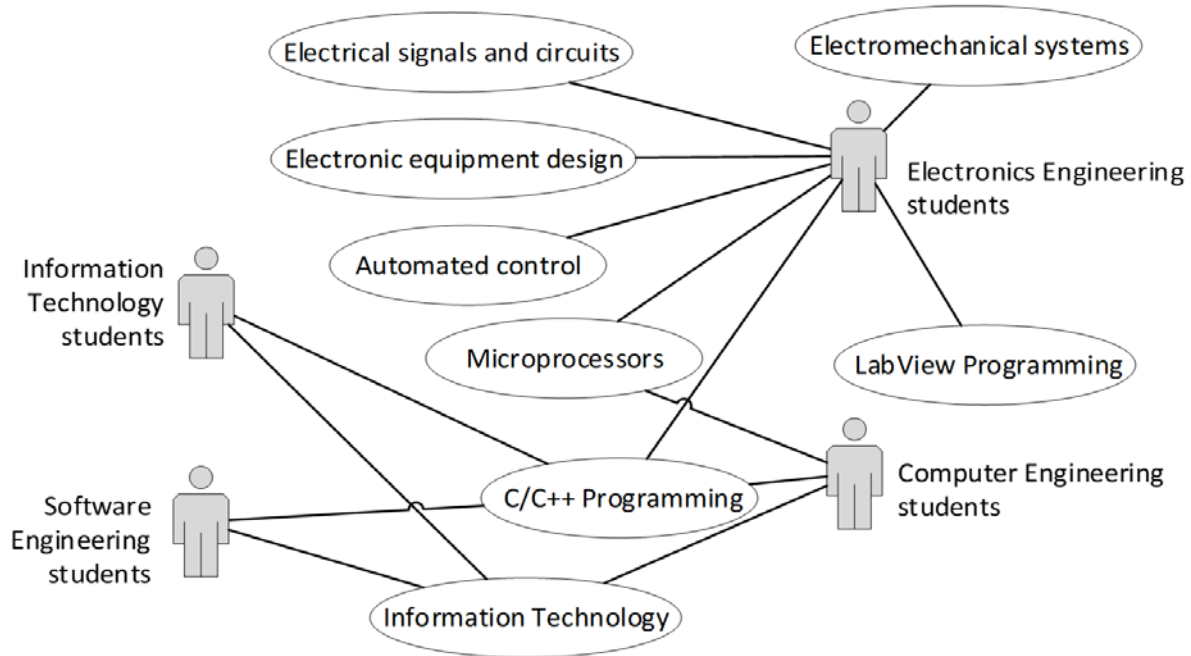 Electrical signals and circuits
Electromechanical systems
Electronic equipment design
Electronics Engineering
students
Automated control
Information
Technology
students
Microprocessors
LabView Programming
C/C++ Programming
Computer Engineering
students
Software
Engineering
students
Information Technology